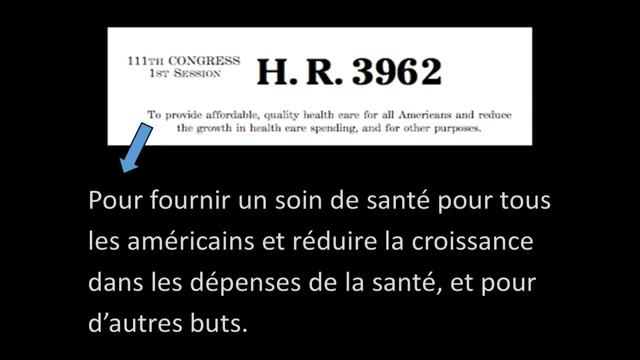 111TH CONGRESS
1ST SESSION
H. R. 3962
To provide affordable, quality health care for all Americans and reduce
the growth in health care spending, and for other purposes.
Pour fournir un soin de santé pour tous
les américains et réduire la croissance
dans les dépenses de la santé, et pour
d’autres buts.